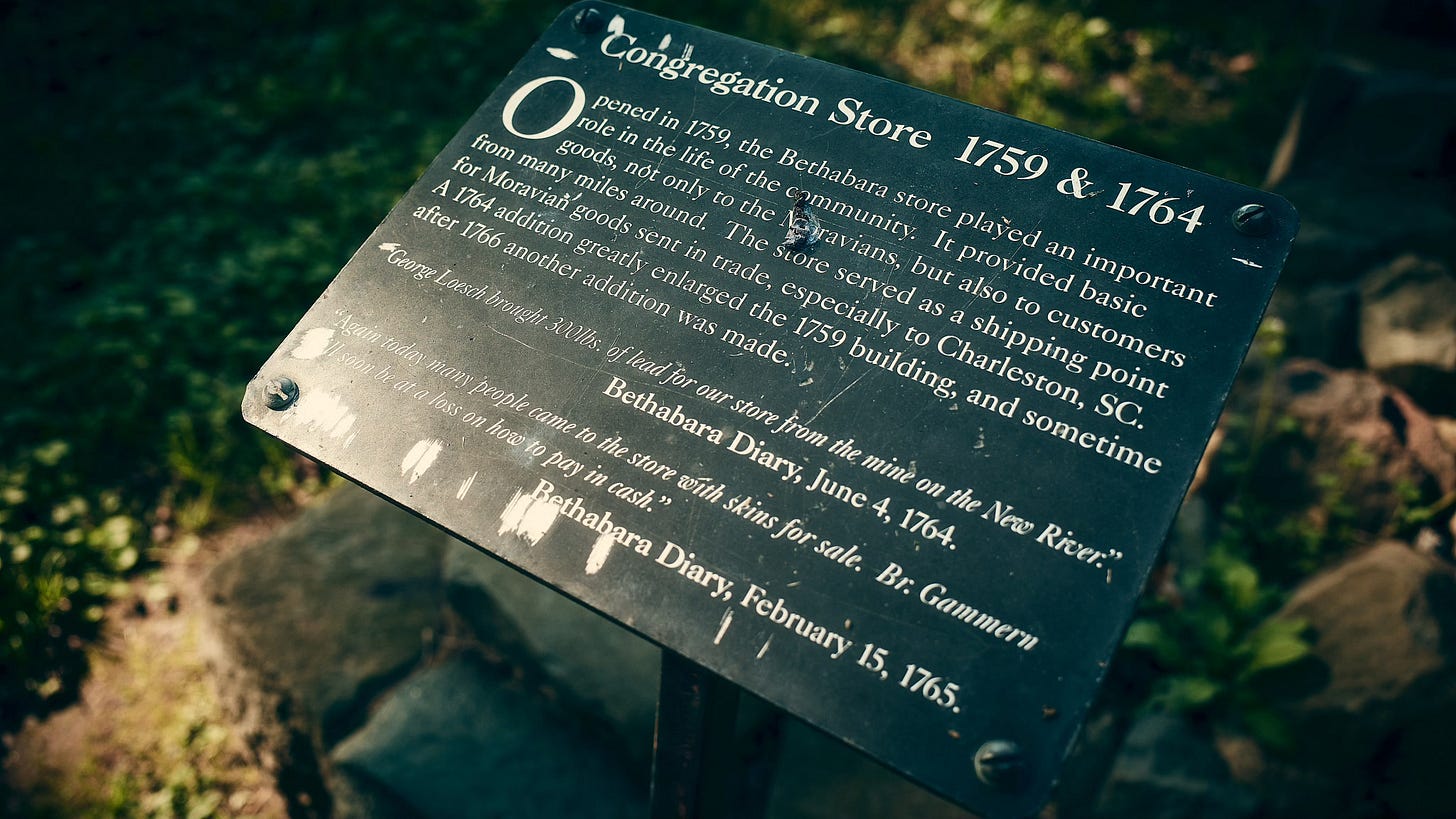 Congregation Store 1759 & 1764
Opened in 1759, the Bethabara store played an important
role in the life of the community. It provided basic
goods, not only to the Moravians, but also to customers
from many miles around. The store served as a shipping point
for Moravian goods sent in trade, especially to Charleston, SC.
A 1764 addition greatly enlarged the 1759 building, and sometime
after 1766 another addition was made.
"George Loesch brought 300lbs. of lead for our store from the mine on the New River."
Bethabara Diary, June 4, 1764.
"Again today many people came to the store with skins for sale. Br. Gammern
soon be at a loss on how to pay in cash."
Bethabara Diary, February 15, 1765.